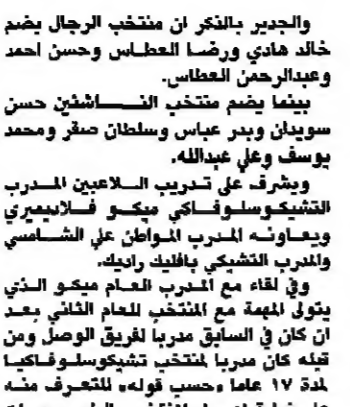 والجدير بالذكر ان منتخب الرجال يضم
خالد هادي ورضا العطاس وحسن احمد
وعبدالرحمن العطاس.
بينما يضم منتخب الناشئين حسن
سويدان وبدر عباس وسلطان صقر ومحمد
يوسف وعلي عبدالله.
ويشرف على تدريب اللاعبين المدرب
التشيكوسلوفاكي ميكو فلاديميري
ويعاونه المدرب المواطن علي الشامسي
والمدرب التشيكي بافليك راديك.
وفي لقاء مع المدرب العام ميكو الذي
يتولى المهمة مع المنتخب للعام الثاني بعد
ان كان في السابق مدربا لفريق الوصل ومن
قبله كان مدربا لمنتخب تشيكوسلوفاكيا
لمدة ١٧ عاما «حسب قوله» للتعرف منه